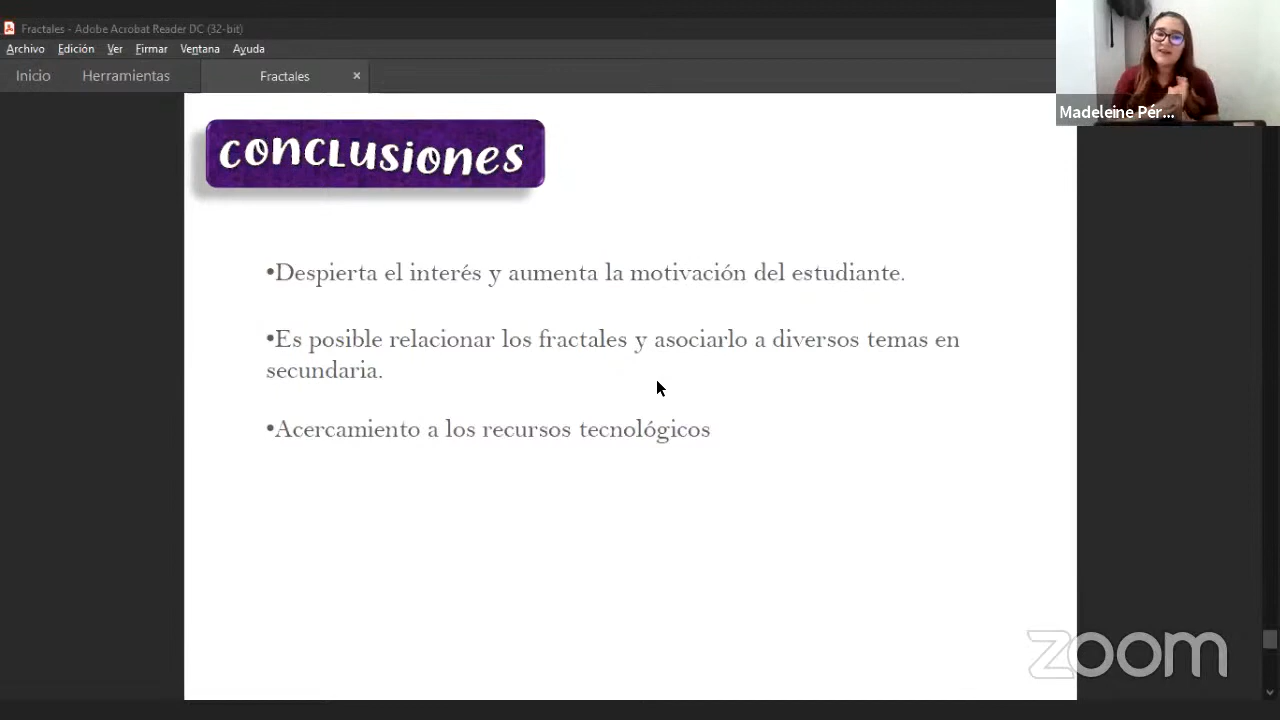 Fractales - Adobe Acrobat Reader DC (32-bit)
Archivo Edición Ver Firmar Ventana Ayuda
Inicio Herramientas Fractales ×
Madeleine Pér...
conclusiones
•Despierta el interés y aumenta la motivación del estudiante.
•Es posible relacionar los fractales y asociarlo a diversos temas en
secundaria.
•Acercamiento a los recursos tecnológicos
zoom